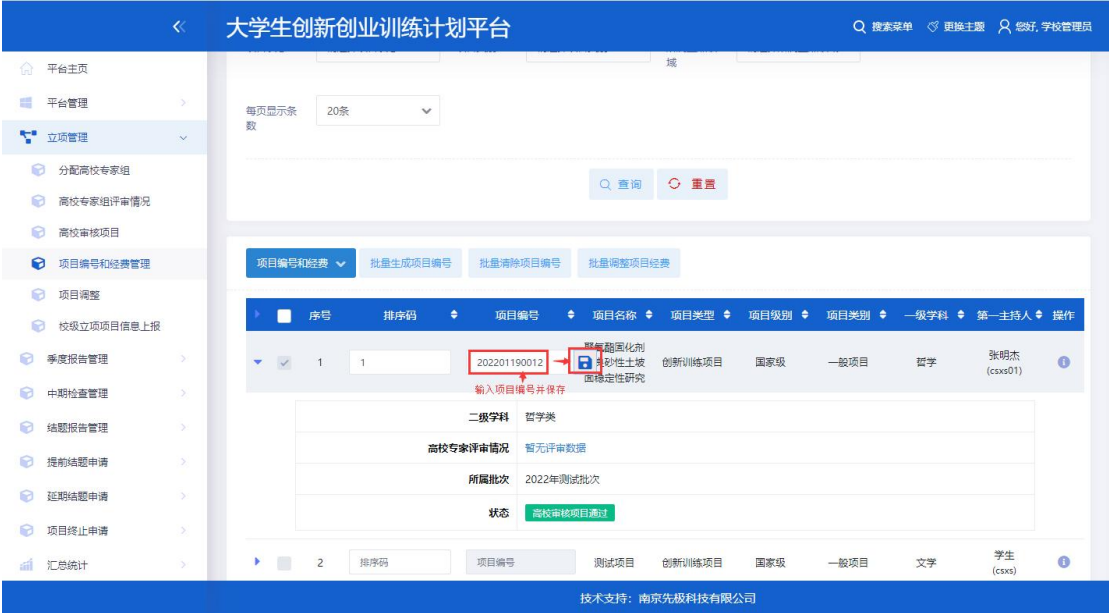 大学生创新创业训练计划平台
搜索菜单 更换主题 您好, 学校管理员
平台主页
平台管理
立项管理
分配高校专家组
高校专家组评审情况
高校审核项目
项目编号和经费管理
项目调整
校级立项项目信息上报
季度报告管理
中期检查管理
结题报告管理
提前结题申请
延期结题申请
项目终止申请
汇总统计
域
每页显示条
数
20条
查询 重置
项目编号和经费 批量生成项目编号 批量清除项目编号 批量调整项目经费
序号 排序码 项目编号 项目名称 项目类型 项目级别 项目类别 一级学科 第一主持人 操作
1 1 202201190012 创新训练项目 国家级 一般项目 哲学
聚氨酯固化剂
砂性土坡
面稳定性研究
张明杰
(csxs01)
输入项目编号并保存
二级学科 哲学类
高校专家评审情况 暂无评审数据
所属批次 2022年测试批次
状态 高校审核项目通过
2 排序码 项目编号 测试项目 创新训练项目 国家级 一般项目 文学
学生
(csxs)
技术支持：南京先极科技有限公司